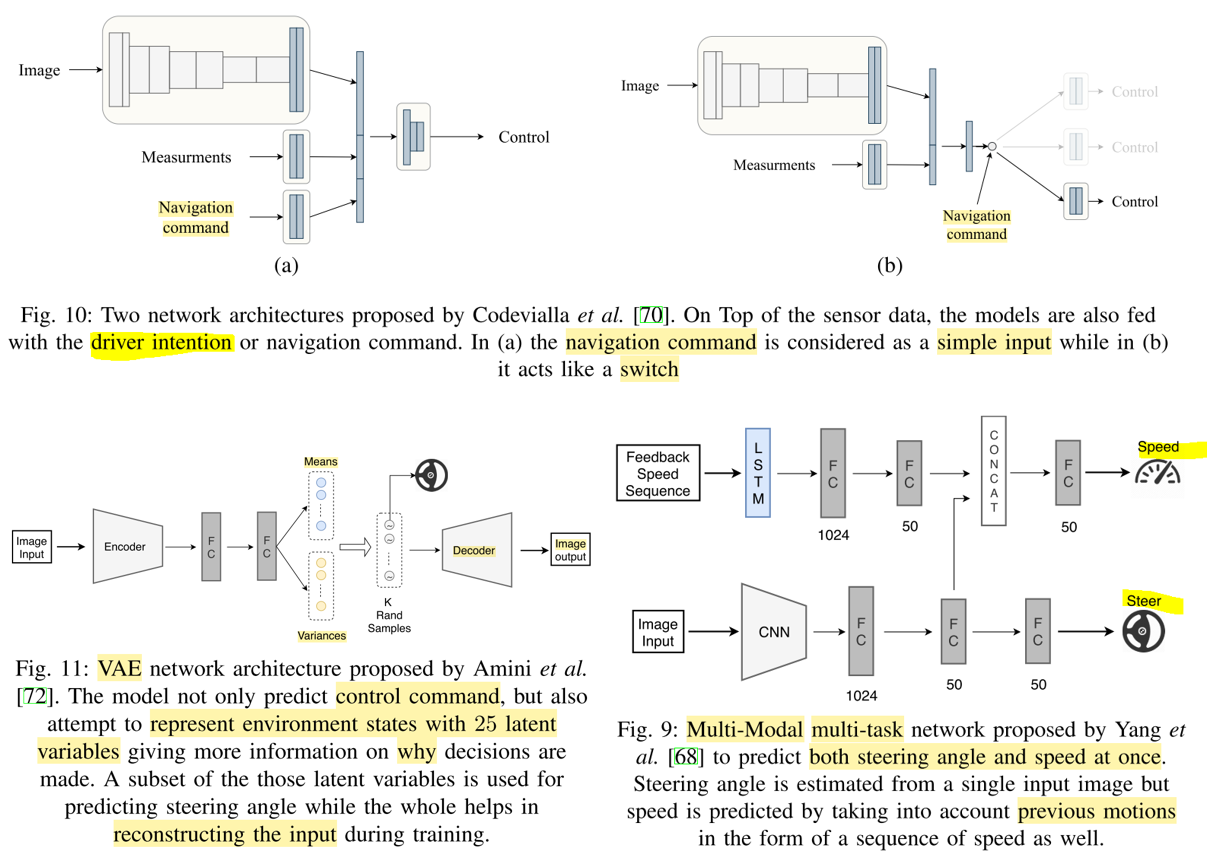 Image
Measurments
Navigation
command
Control
(a)
Image
Measurments
Navigation
command
Control
Control
Control
(b)
Fig. 10: Two network architectures proposed by Codevialla et al. [70]. On Top of the sensor data, the models are also fed
with the driver intention or navigation command. In (a) the navigation command is considered as a simple input while in (b)
it acts like a switch
Image
Input
Encoder
F
C
F
C
Means
Variances
K
Rand
Samples
Decoder
Image
output
Fig. 11: VAE network architecture proposed by Amini et al.
[72]. The model not only predict control command, but also
attempt to represent environment states with 25 latent
variables giving more information on why decisions are
made. A subset of the those latent variables is used for
predicting steering angle while the whole helps in
reconstructing the input during training.
Feedback
Speed
Sequence
L
S
T
M
F
C
1024
F
C
50
C
O
N
C
A
T
F
C
50
Speed
Image
Input
CNN
F
C
1024
F
C
50
F
C
50
Steer
Fig. 9: Multi-Modal multi-task network proposed by Yang et
al. [68] to predict both steering angle and speed at once.
Steering angle is estimated from a single input image but
speed is predicted by taking into account previous motions
in the form of a sequence of speed as well.